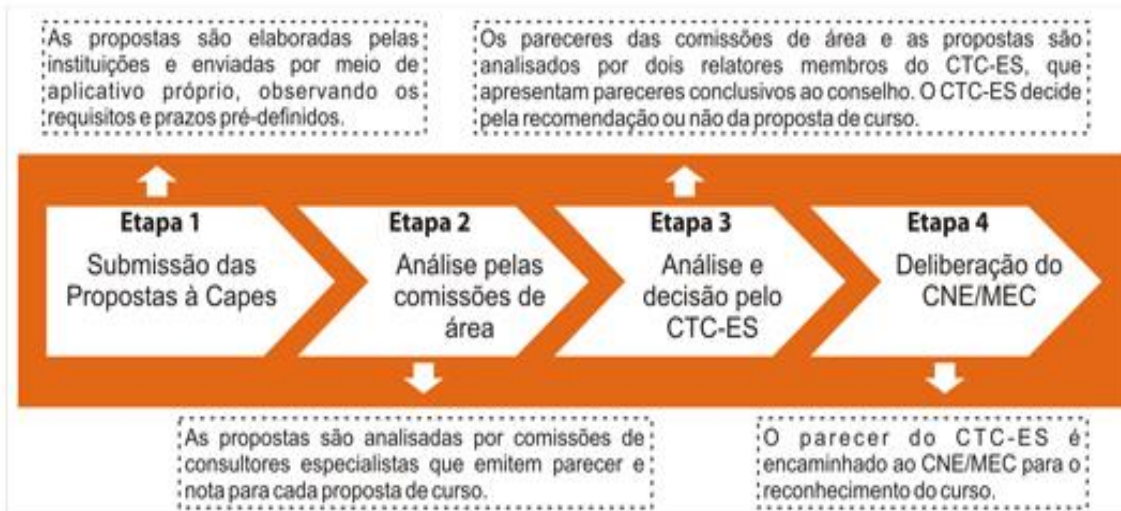 As propostas são elaboradas pelas
instituições e enviadas por meio de
aplicativo próprio, observando os
requisitos e prazos pré-definidos.
Os pareceres das comissões de área e as propostas são
analisados por dois relatores membros do CTC-ES, que
apresentam pareceres conclusivos ao conselho. O CTC-ES decide
pela recomendação ou não da proposta de curso.
Etapa 1
Submissão das
Propostas à Capes
Etapa 2
Análise pelas
comissões de
área
Etapa 3
Análise e
decisão pelo
CTC-ES
Etapa 4
Deliberação do
CNE/MEC
As propostas são analisadas por comissões de
consultores especialistas que emitem parecer e
nota para cada proposta de curso.
O parecer do CTC-ES é
encaminhado ao CNE/MEC para o
reconhecimento do curso.